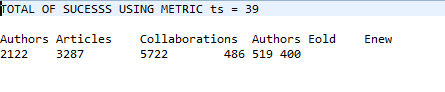 TOTAL OF SUCESSS USING METRIC ts = 39
Authors Articles Collaborations Authors Eold Enew
2122 3287 5722 486 519 400